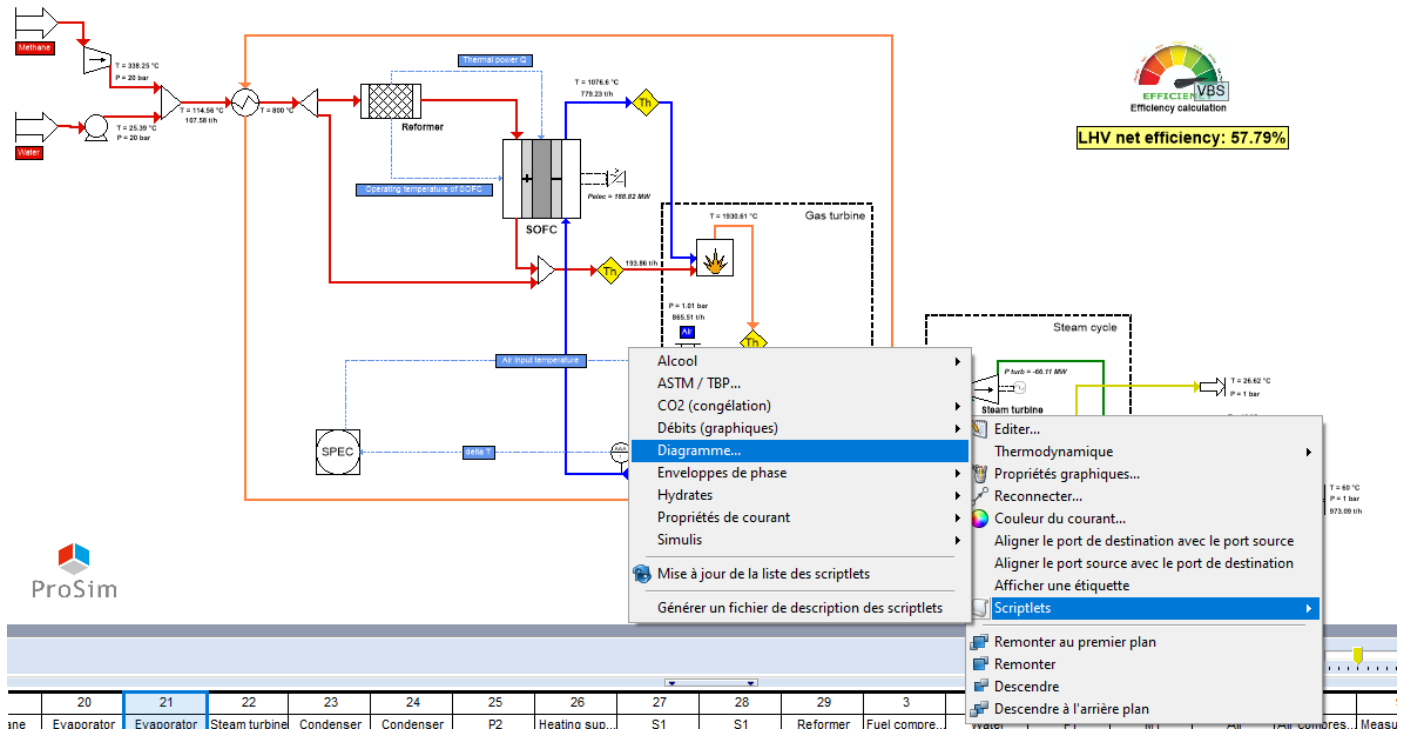 Methane
T = 338.25 °C
P = 20 bar
Water
T = 25.39 °C
P = 20 bar
T = 114.56 °C
107.58 t/h
T = 800 °C
Thermal power Q
Reformer
Operating temperature of SOFC
T = 1076.6 °C
779.23 t/h
Th
SOFC
Pelec = 188.82 MW
Th
193.86 t/h
T = 1930.61 °C
Gas turbine
P = 1.01 bar
865.51 t/h
Air
Th
Air input temperature
SPEC
delta T
EFFICIEN
VBS
Efficiency calculation
LHV net efficiency: 57.79%
Steam cycle
P turb = -66.11 MW
Steam turbine
T = 26.62 °C
P = 1 bar
T = 60 °C
P = 1 bar
973.09 t/h
ProSim
Alcool
ASTM / TBP...
CO2 (congélation)
Débits (graphiques)
Diagramme...
Enveloppes de phase
Hydrates
Propriétés de courant
Simulis
Mise à jour de la liste des scriptlets
Générer un fichier de description des scriptlets
Editer...
Thermodynamique
Propriétés graphiques...
Reconnecter...
Couleur du courant...
Aligner le port de destination avec le port source
Aligner le port source avec le port de destination
Afficher une étiquette
Scriptlets
Remonter au premier plan
Remonter
Descendre
Descendre à l'arrière plan
20 21 22 23 24 25 26 27 28 29 3
ane Evaporator Evaporator Steam turbine Condenser Condenser P2 Heating sup... S1 S1 Reformer Fuel compre... Water P1 M1 Air Air compres... Measu